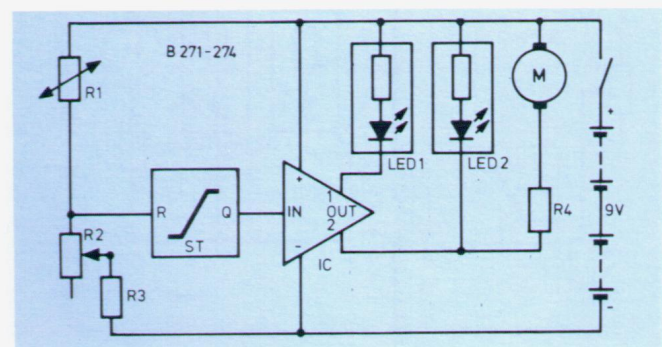 B 271-274
R1
M
+
LED1
LED2
+
R
Q
IN
1
OUT
2
R2
ST
-
IC
R4
9V
R3
-